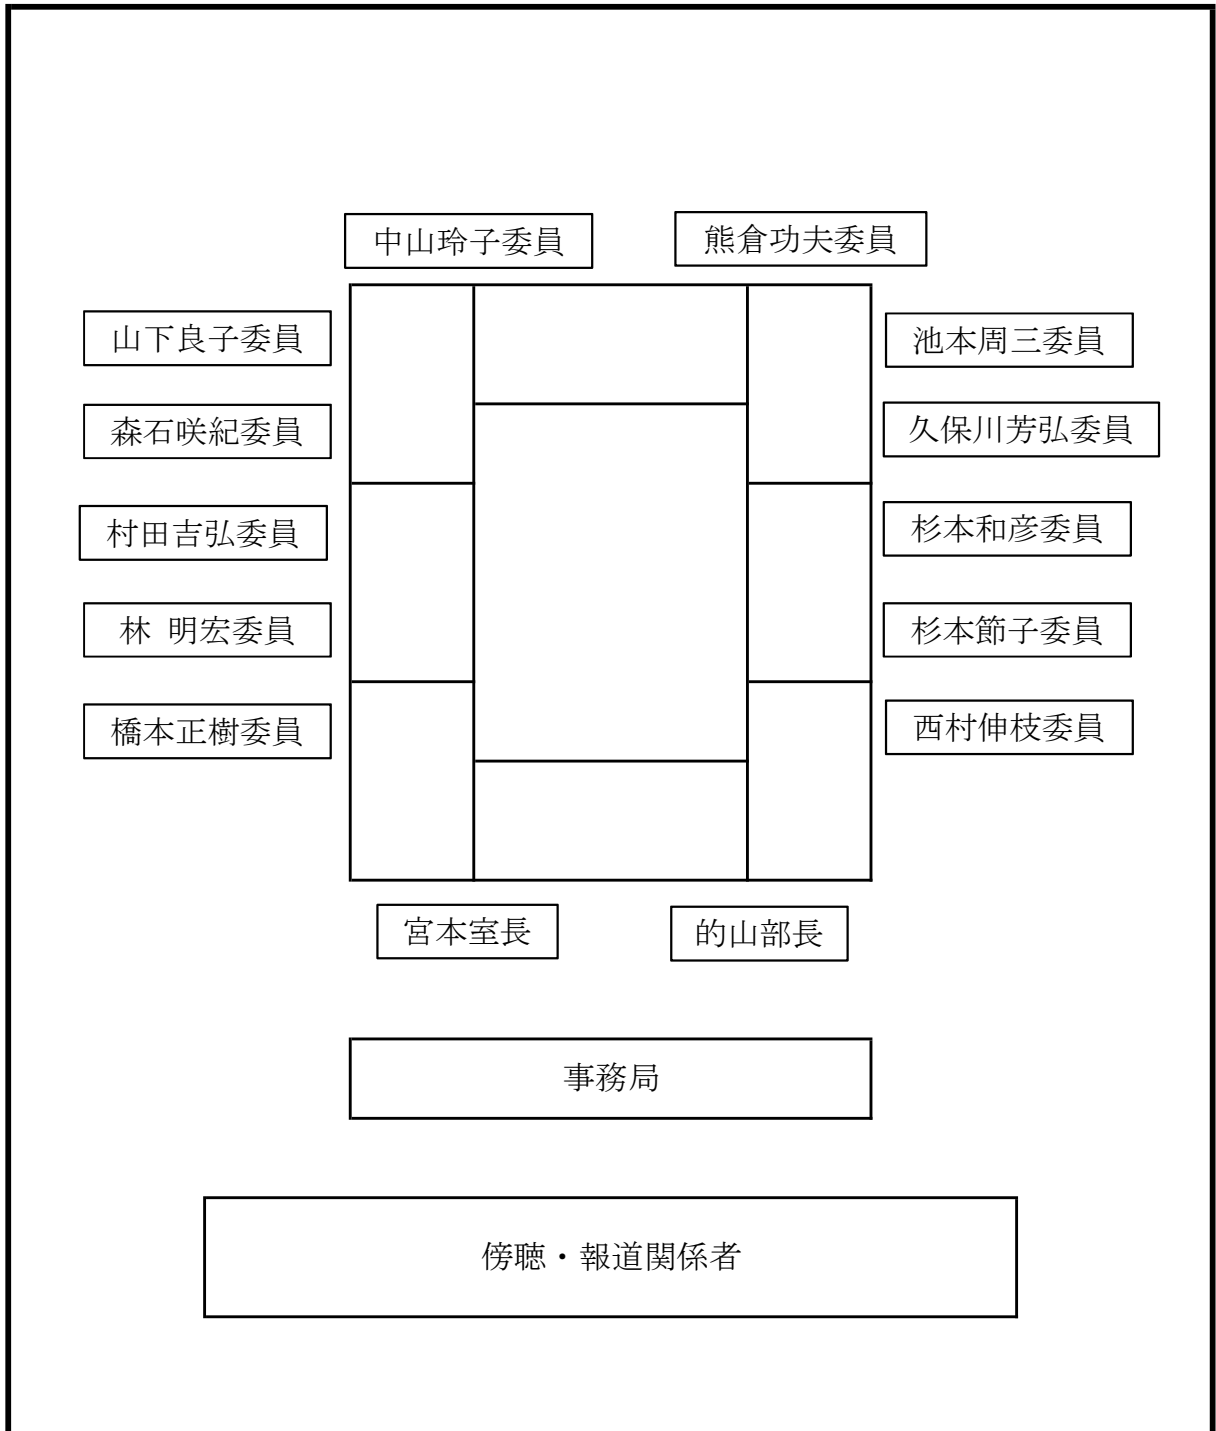 中山玲子委員
熊倉功夫委員
山下良子委員
池本周三委員
森石咲紀委員
久保川芳弘委員
村田吉弘委員
杉本和彦委員
林 明宏委員
杉本節子委員
橋本正樹委員
西村伸枝委員
宮本室長
的山部長
事務局
傍聴・報道関係者